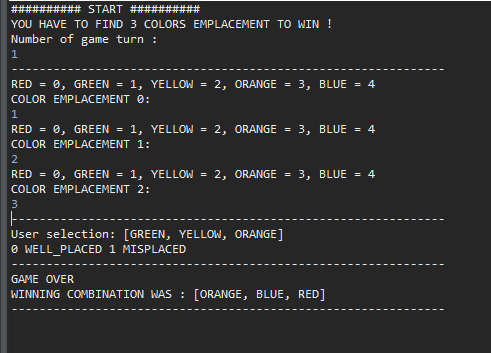 ########## START ##########
YOU HAVE TO FIND 3 COLORS EMPLACEMENT TO WIN !
Number of game turn :
1
--------------------------------------------------------------
RED = 0, GREEN = 1, YELLOW = 2, ORANGE = 3, BLUE = 4
COLOR EMPLACEMENT 0:
1
RED = 0, GREEN = 1, YELLOW = 2, ORANGE = 3, BLUE = 4
COLOR EMPLACEMENT 1:
2
RED = 0, GREEN = 1, YELLOW = 2, ORANGE = 3, BLUE = 4
COLOR EMPLACEMENT 2:
3
--------------------------------------------------------------
User selection: [GREEN, YELLOW, ORANGE]
0 WELL_PLACED 1 MISPLACED
--------------------------------------------------------------
GAME OVER
WINNING COMBINATION WAS : [ORANGE, BLUE, RED]
--------------------------------------------------------------